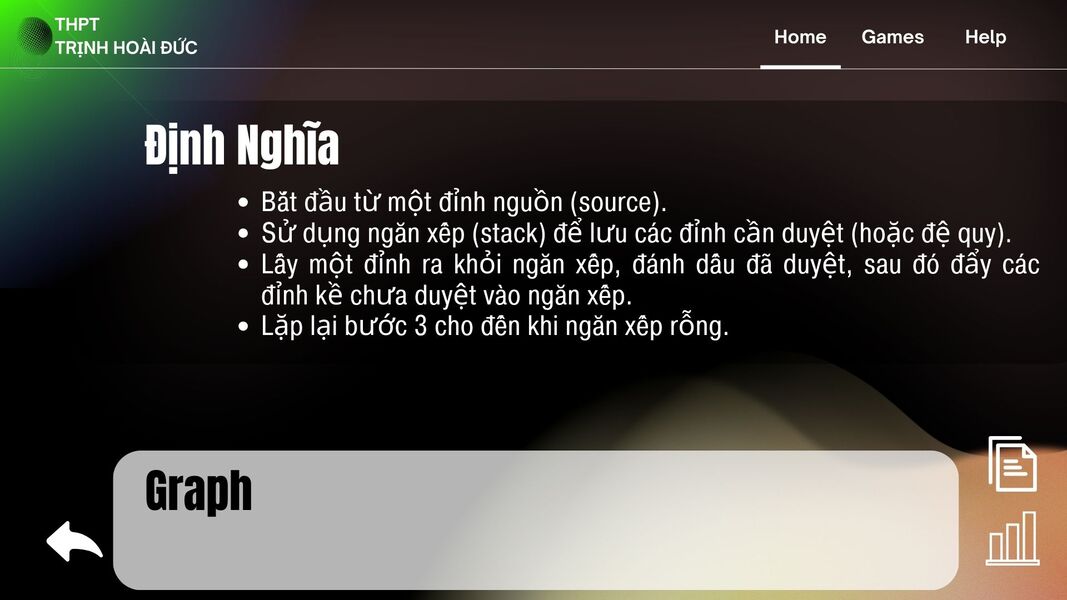 THPT
TRỊNH HOÀI ĐỨC
Home Games Help
Định Nghĩa
• Bắt đầu từ một đỉnh nguồn (source).
• Sử dụng ngăn xếp (stack) để lưu các đỉnh cần duyệt (hoặc đệ quy).
• Lấy một đỉnh ra khỏi ngăn xếp, đánh dấu đã duyệt, sau đó đẩy các
đỉnh kề chưa duyệt vào ngăn xếp.
• Lặp lại bước 3 cho đến khi ngăn xếp rỗng.
Graph